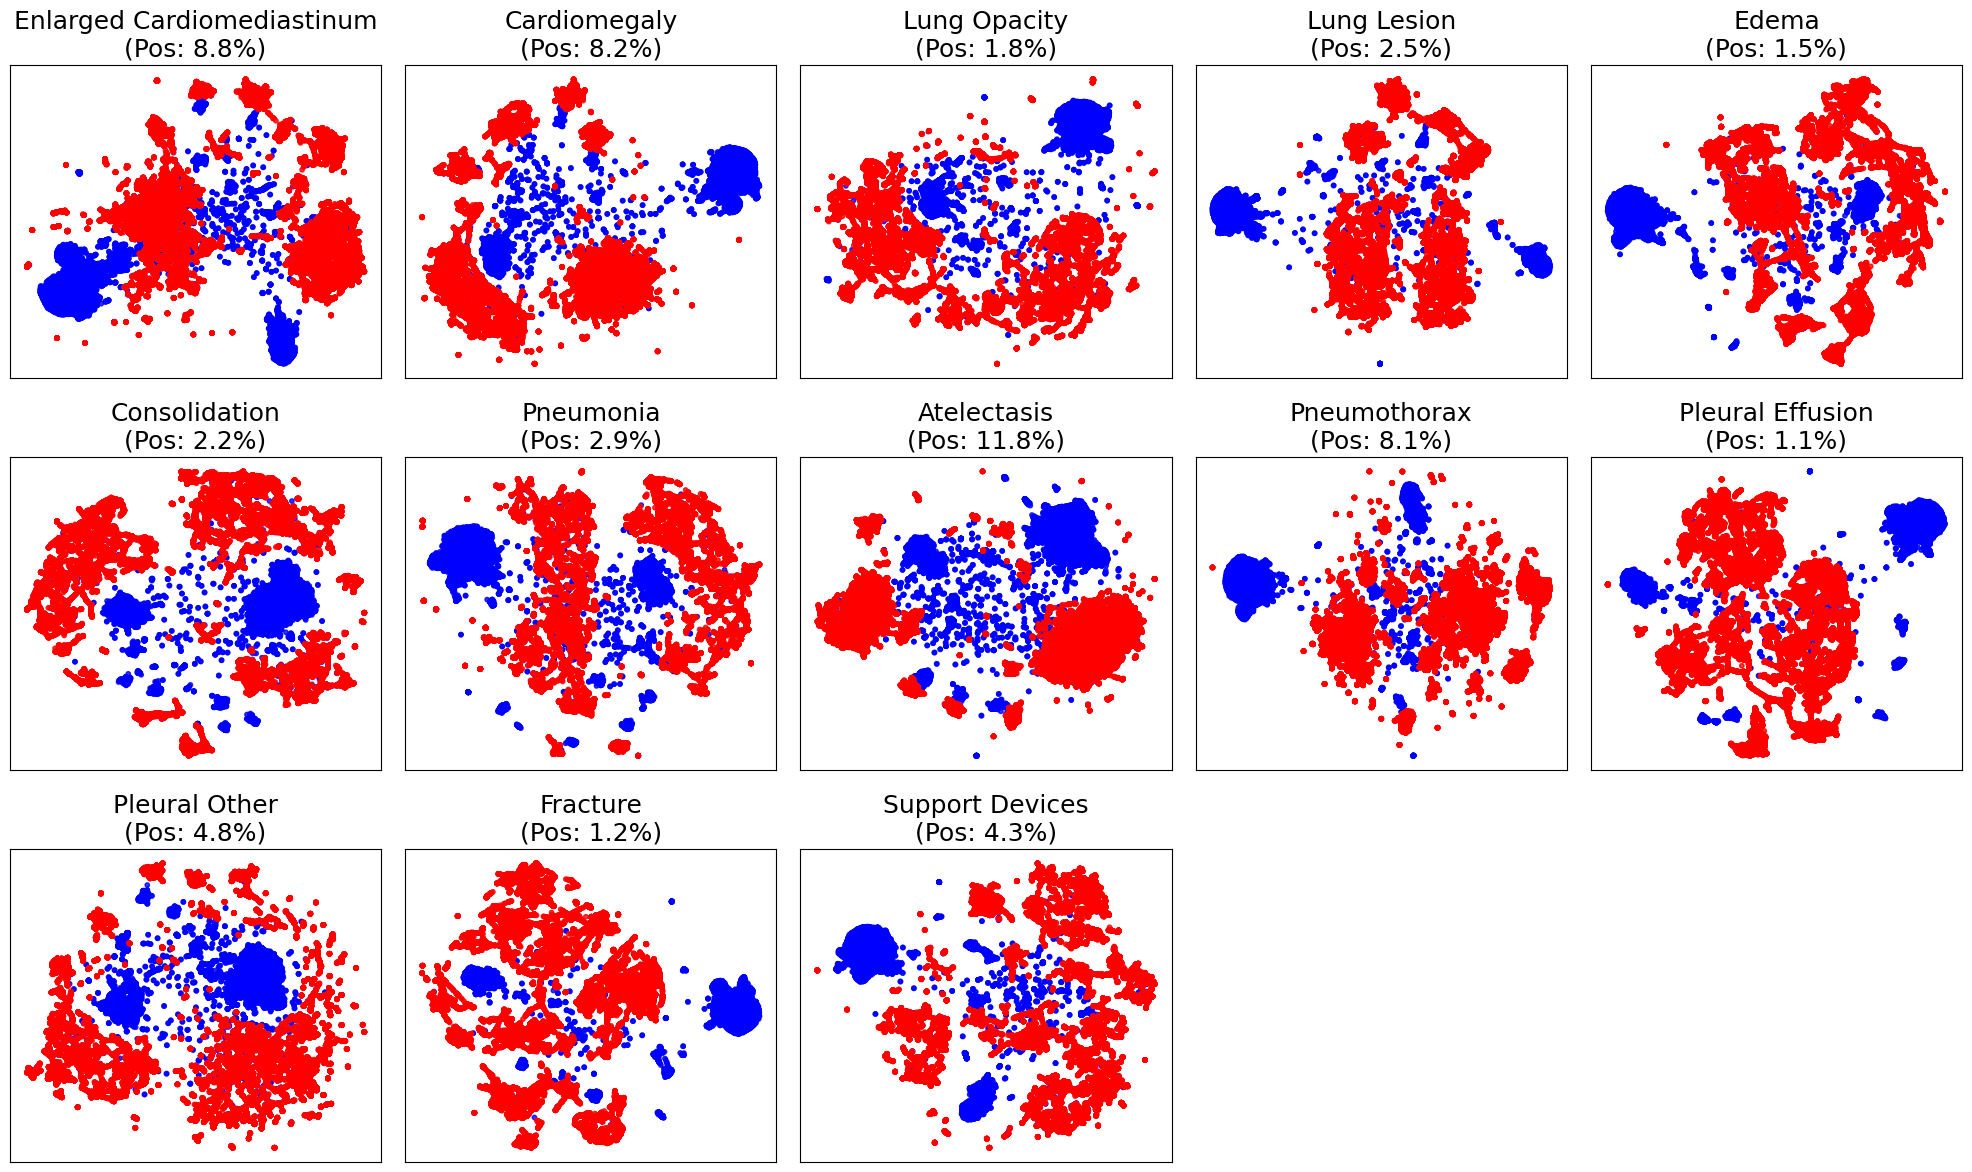 Enlarged Cardiomediastinum
(Pos: 8.8%)
Cardiomegaly
(Pos: 8.2%)
Lung Opacity
(Pos: 1.8%)
Lung Lesion
(Pos: 2.5%)
Edema
(Pos: 1.5%)
Consolidation
(Pos: 2.2%)
Pneumonia
(Pos: 2.9%)
Atelectasis
(Pos: 11.8%)
Pneumothorax
(Pos: 8.1%)
Pleural Effusion
(Pos: 1.1%)
Pleural Other
(Pos: 4.8%)
Fracture
(Pos: 1.2%)
Support Devices
(Pos: 4.3%)